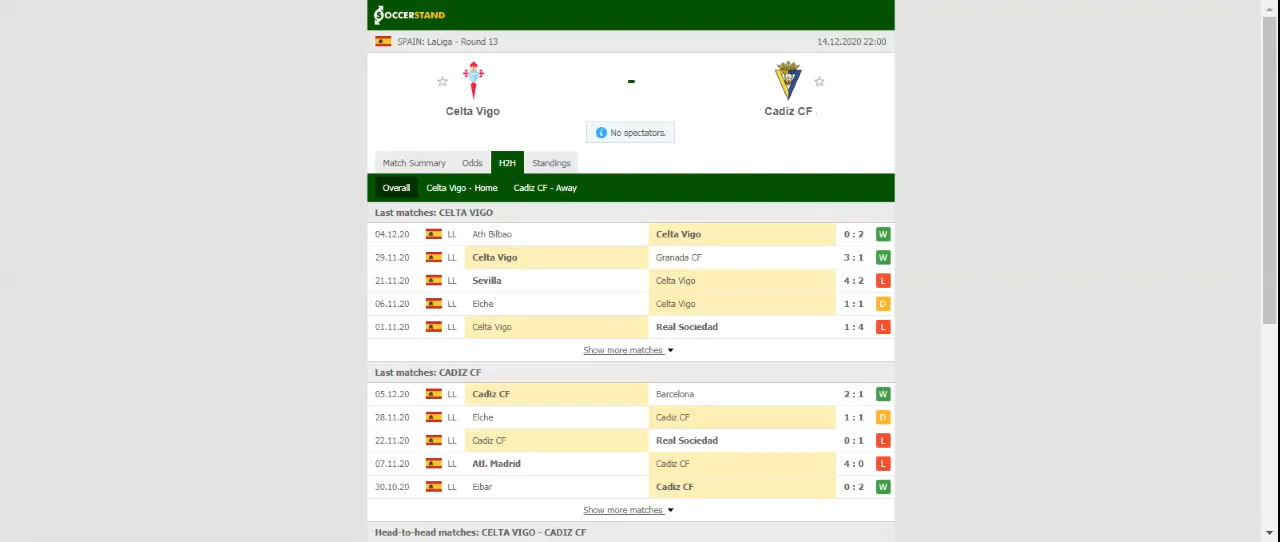 SOCCERSTAND
SPAIN: LaLiga - Round 13 14.12.2020 22:00
-
Celta Vigo Cadiz CF
No spectators.
Match Summary Odds H2H Standings
Overall Celta Vigo - Home Cadiz CF - Away
Last matches: CELTA VIGO
04.12.20 LL Ath Bilbao Celta Vigo 0 : 2 W
29.11.20 LL Celta Vigo Granada CF 3 : 1 W
21.11.20 LL Sevilla Celta Vigo 4 : 2 L
06.11.20 LL Elche Celta Vigo 1 : 1 D
01.11.20 LL Celta Vigo Real Sociedad 1 : 4 L
Show more matches
Last matches: CADIZ CF
05.12.20 LL Cadiz CF Barcelona 2 : 1 W
28.11.20 LL Elche Cadiz CF 1 : 1 D
22.11.20 LL Cadiz CF Real Sociedad 0 : 1 L
07.11.20 LL Atl. Madrid Cadiz CF 4 : 0 L
30.10.20 LL Eibar Cadiz CF 0 : 2 W
Show more matches
Head-to-head matches: CELTA VIGO - CADIZ CF